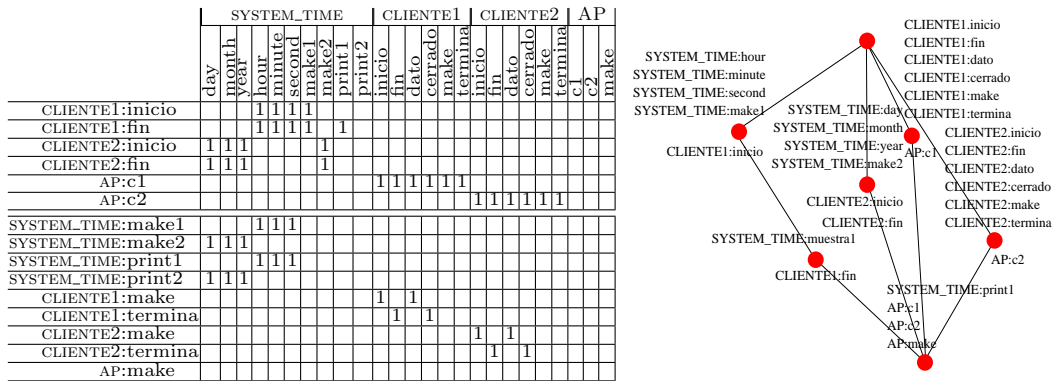 SYSTEM_TIME CLIENTE1 CLIENTE2 AP
day month year hour minute second make1 make2 print1 print2 inicio fin dato cerrado make termina inicio fin dato cerrado make termina c1 c2 make
CLIENTE1:inicio 1 1 1 1
CLIENTE1:fin 1 1 1 1 1
CLIENTE2:inicio 1 1 1 1
CLIENTE2:fin 1 1 1 1
AP:c1 1 1 1 1 1 1
AP:c2 1 1 1 1 1 1
SYSTEM_TIME:make1 1 1 1
SYSTEM_TIME:make2 1 1 1
SYSTEM_TIME:print1 1 1 1
SYSTEM_TIME:print2 1 1 1
CLIENTE1:make 1 1
CLIENTE1:termina 1 1
CLIENTE2:make 1 1
CLIENTE2:termina 1 1
AP:make
CLIENTE1.inicio
CLIENTE1:fin
CLIENTE1:dato
CLIENTE1:cerrado
CLIENTE1:make
CLIENTE1:termina
SYSTEM_TIME:hour
SYSTEM_TIME:minute
SYSTEM_TIME:second
SYSTEM_TIME:make1
CLIENTE1:inicio
SYSTEM_TIME:day
SYSTEM_TIME:month
SYSTEM_TIME:year
SYSTEM_TIME:make2
CLIENTE2:inicio
CLIENTE2:fin
AP:c1
CLIENTE2.inicio
CLIENTE2:fin
CLIENTE2:dato
CLIENTE2:cerrado
CLIENTE2:make
CLIENTE2:termina
AP:c2
SYSTEM_TIME:muestra1
CLIENTE1:fin
SYSTEM_TIME:print1
AP:c1
AP:c2
AP:make